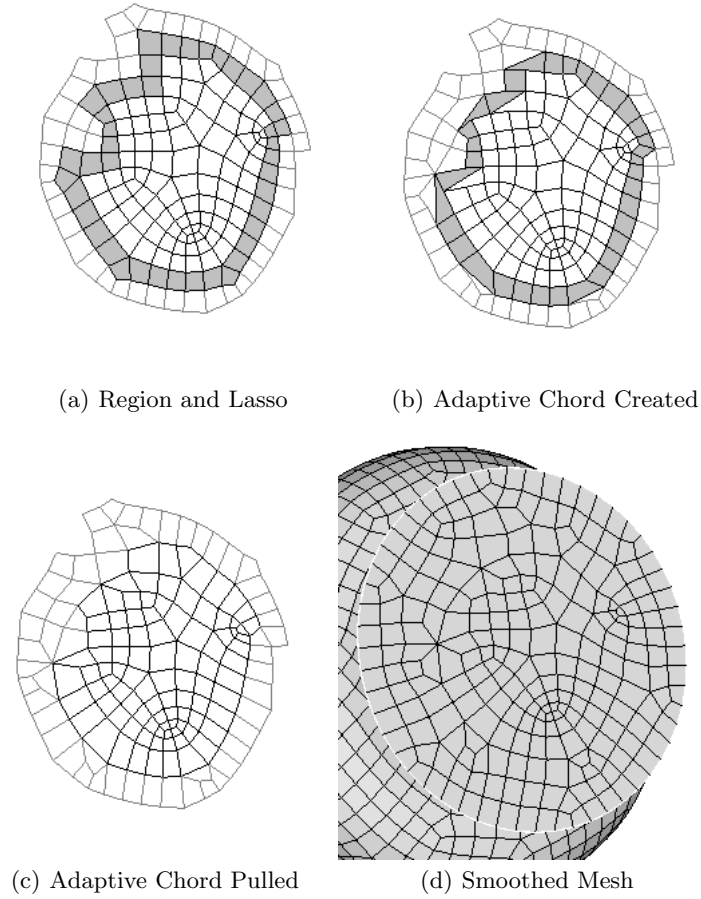 (a) Region and Lasso
(b) Adaptive Chord Created
(c) Adaptive Chord Pulled
(d) Smoothed Mesh